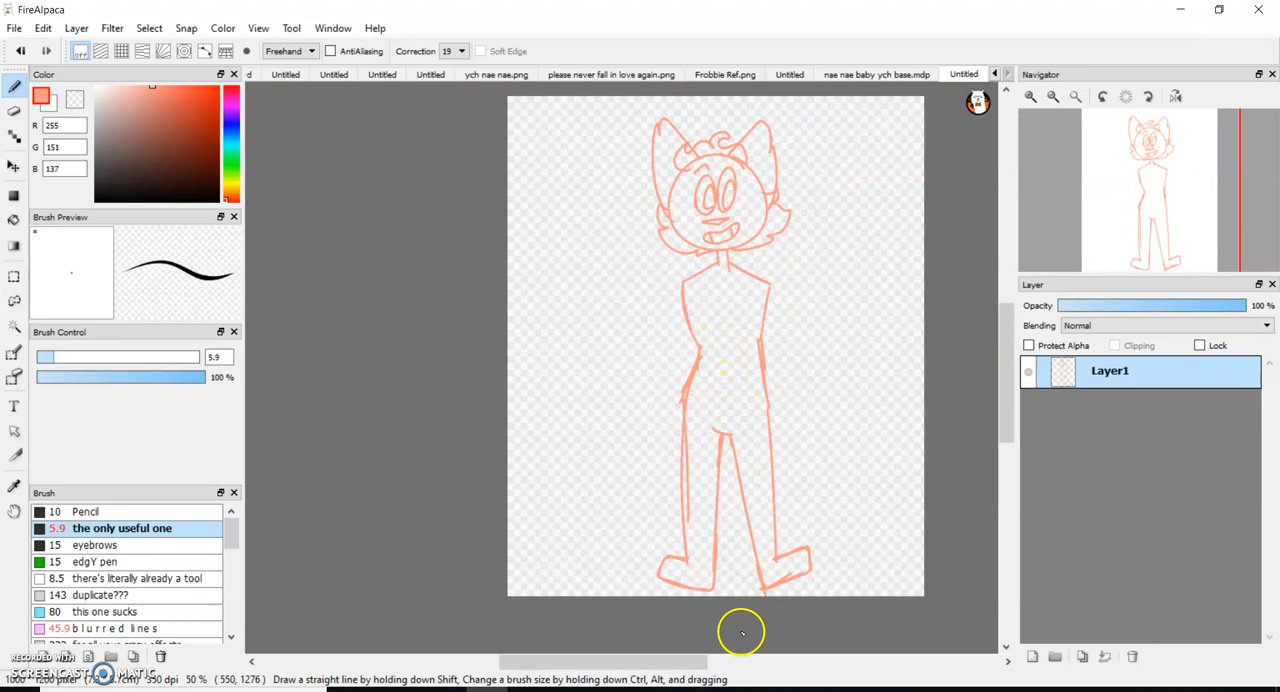 FireAlpaca
File Edit Layer Filter Select Snap Color View Tool Window Help
off Freehand AntiAliasing Correction 19 Soft Edge
Color
d Untitled Untitled Untitled Untitled ych nae nae.png please never fall in love again.png Frobbie Ref.png Untitled nae nae baby ych base.mdp Untitled
Navigator
R 255
G 151
B 137
Brush Preview
Brush Control
5.9
100 %
Layer
Opacity 100 %
Blending Normal
Protect Alpha Clipping Lock
Layer1
Brush
10 Pencil
5.9 the only useful one
15 eyebrows
15 edgY pen
8.5 there's literally already a tool
143 duplicate???
80 this one sucks
45.9 b l u r r e d l i n e s
RECORDED WITH
SCREENCAST MATIC
50 % ( 550, 1276 ) Draw a straight line by holding down Shift, Change a brush size by holding down Ctrl, Alt, and dragging